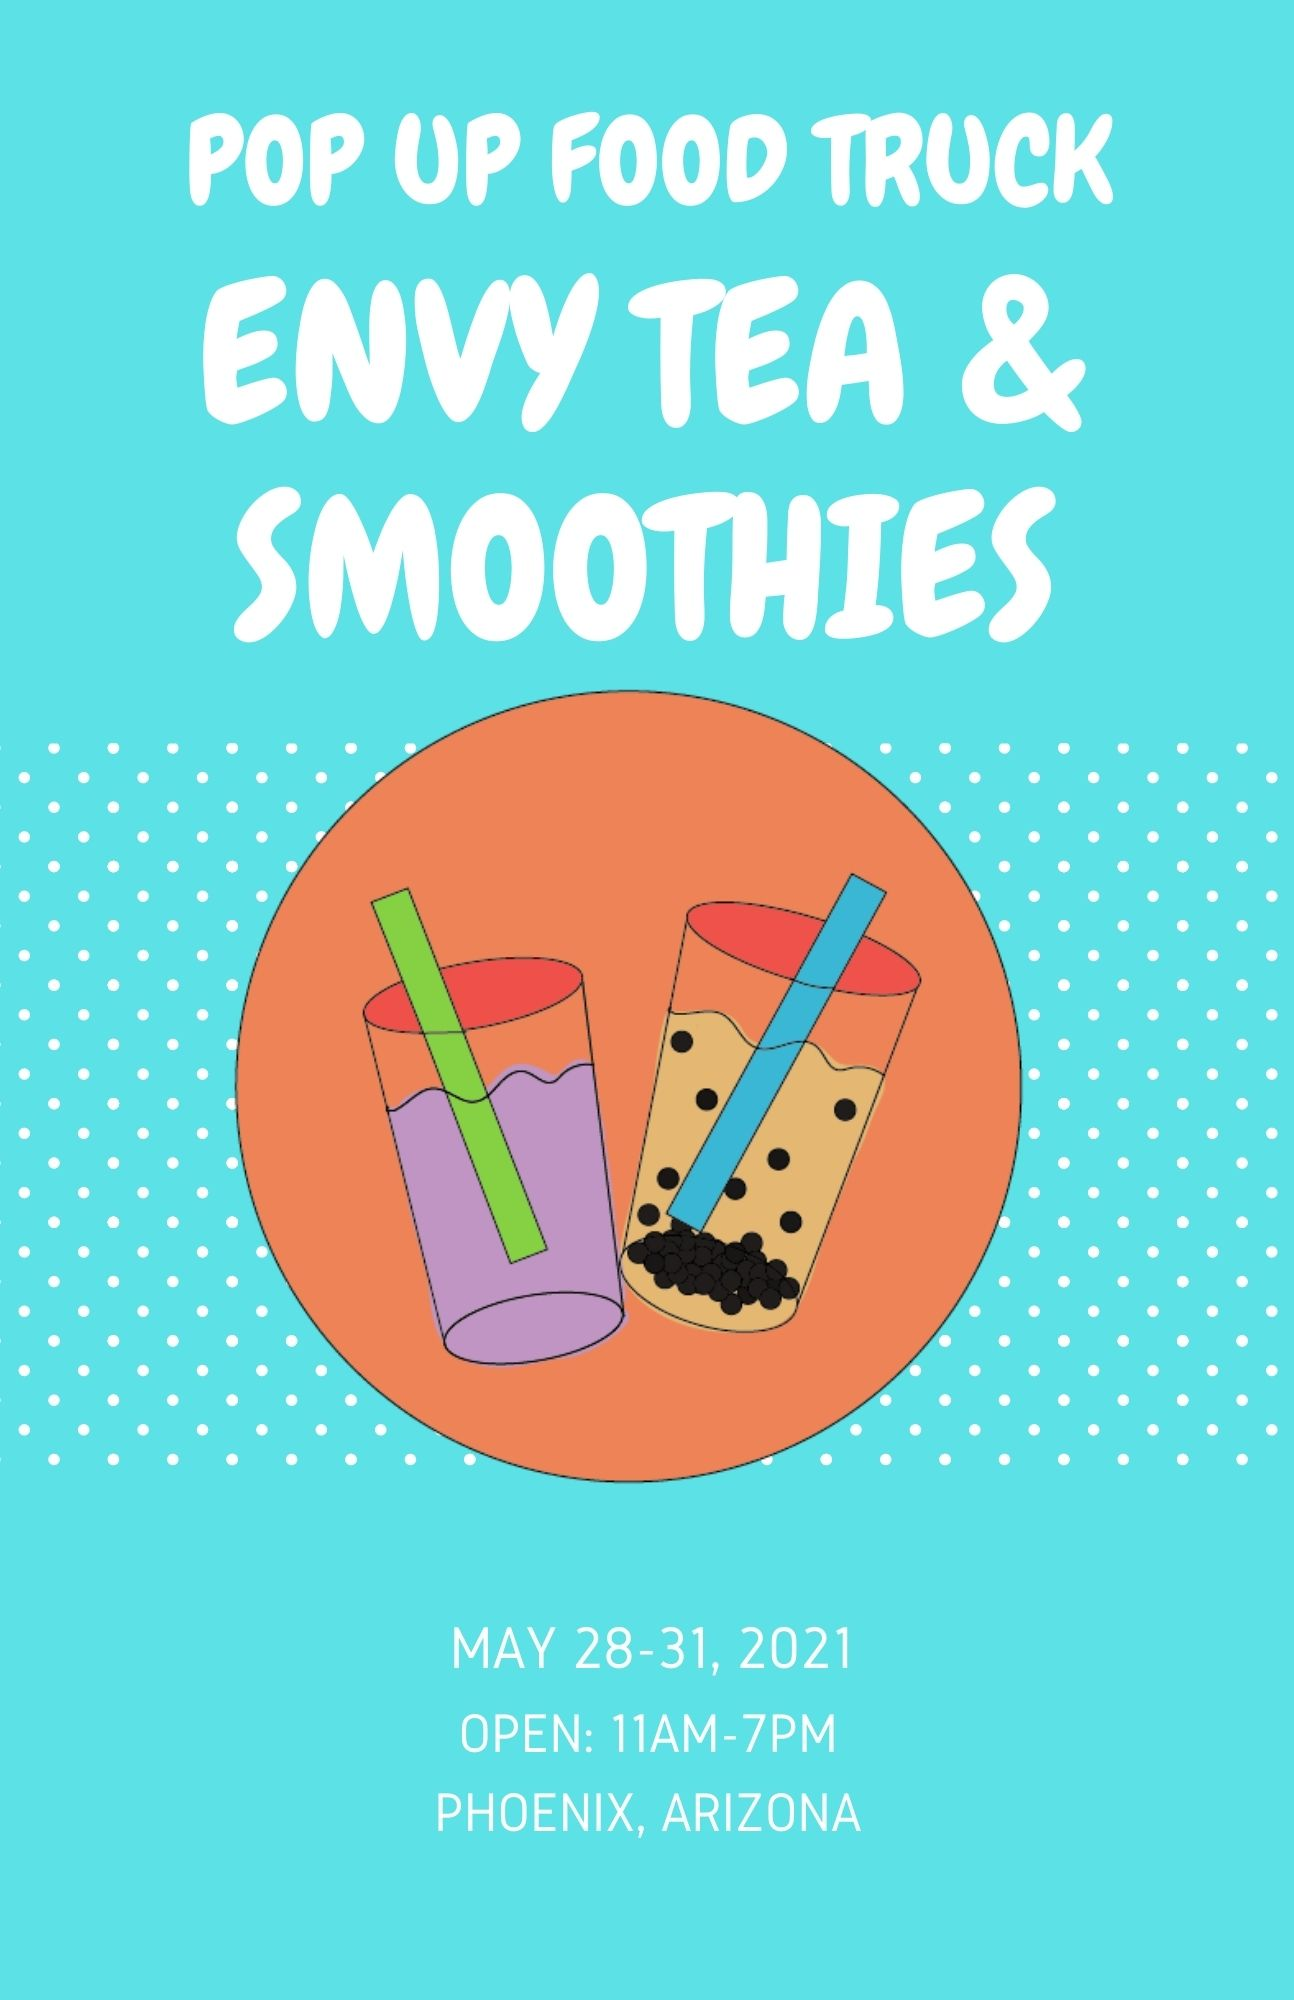 POP UP FOOD TRUCK
ENVY TEA &
SMOOTHIES
MAY 28-31, 2021
OPEN: 11AM-7PM
PHOENIX, ARIZONA